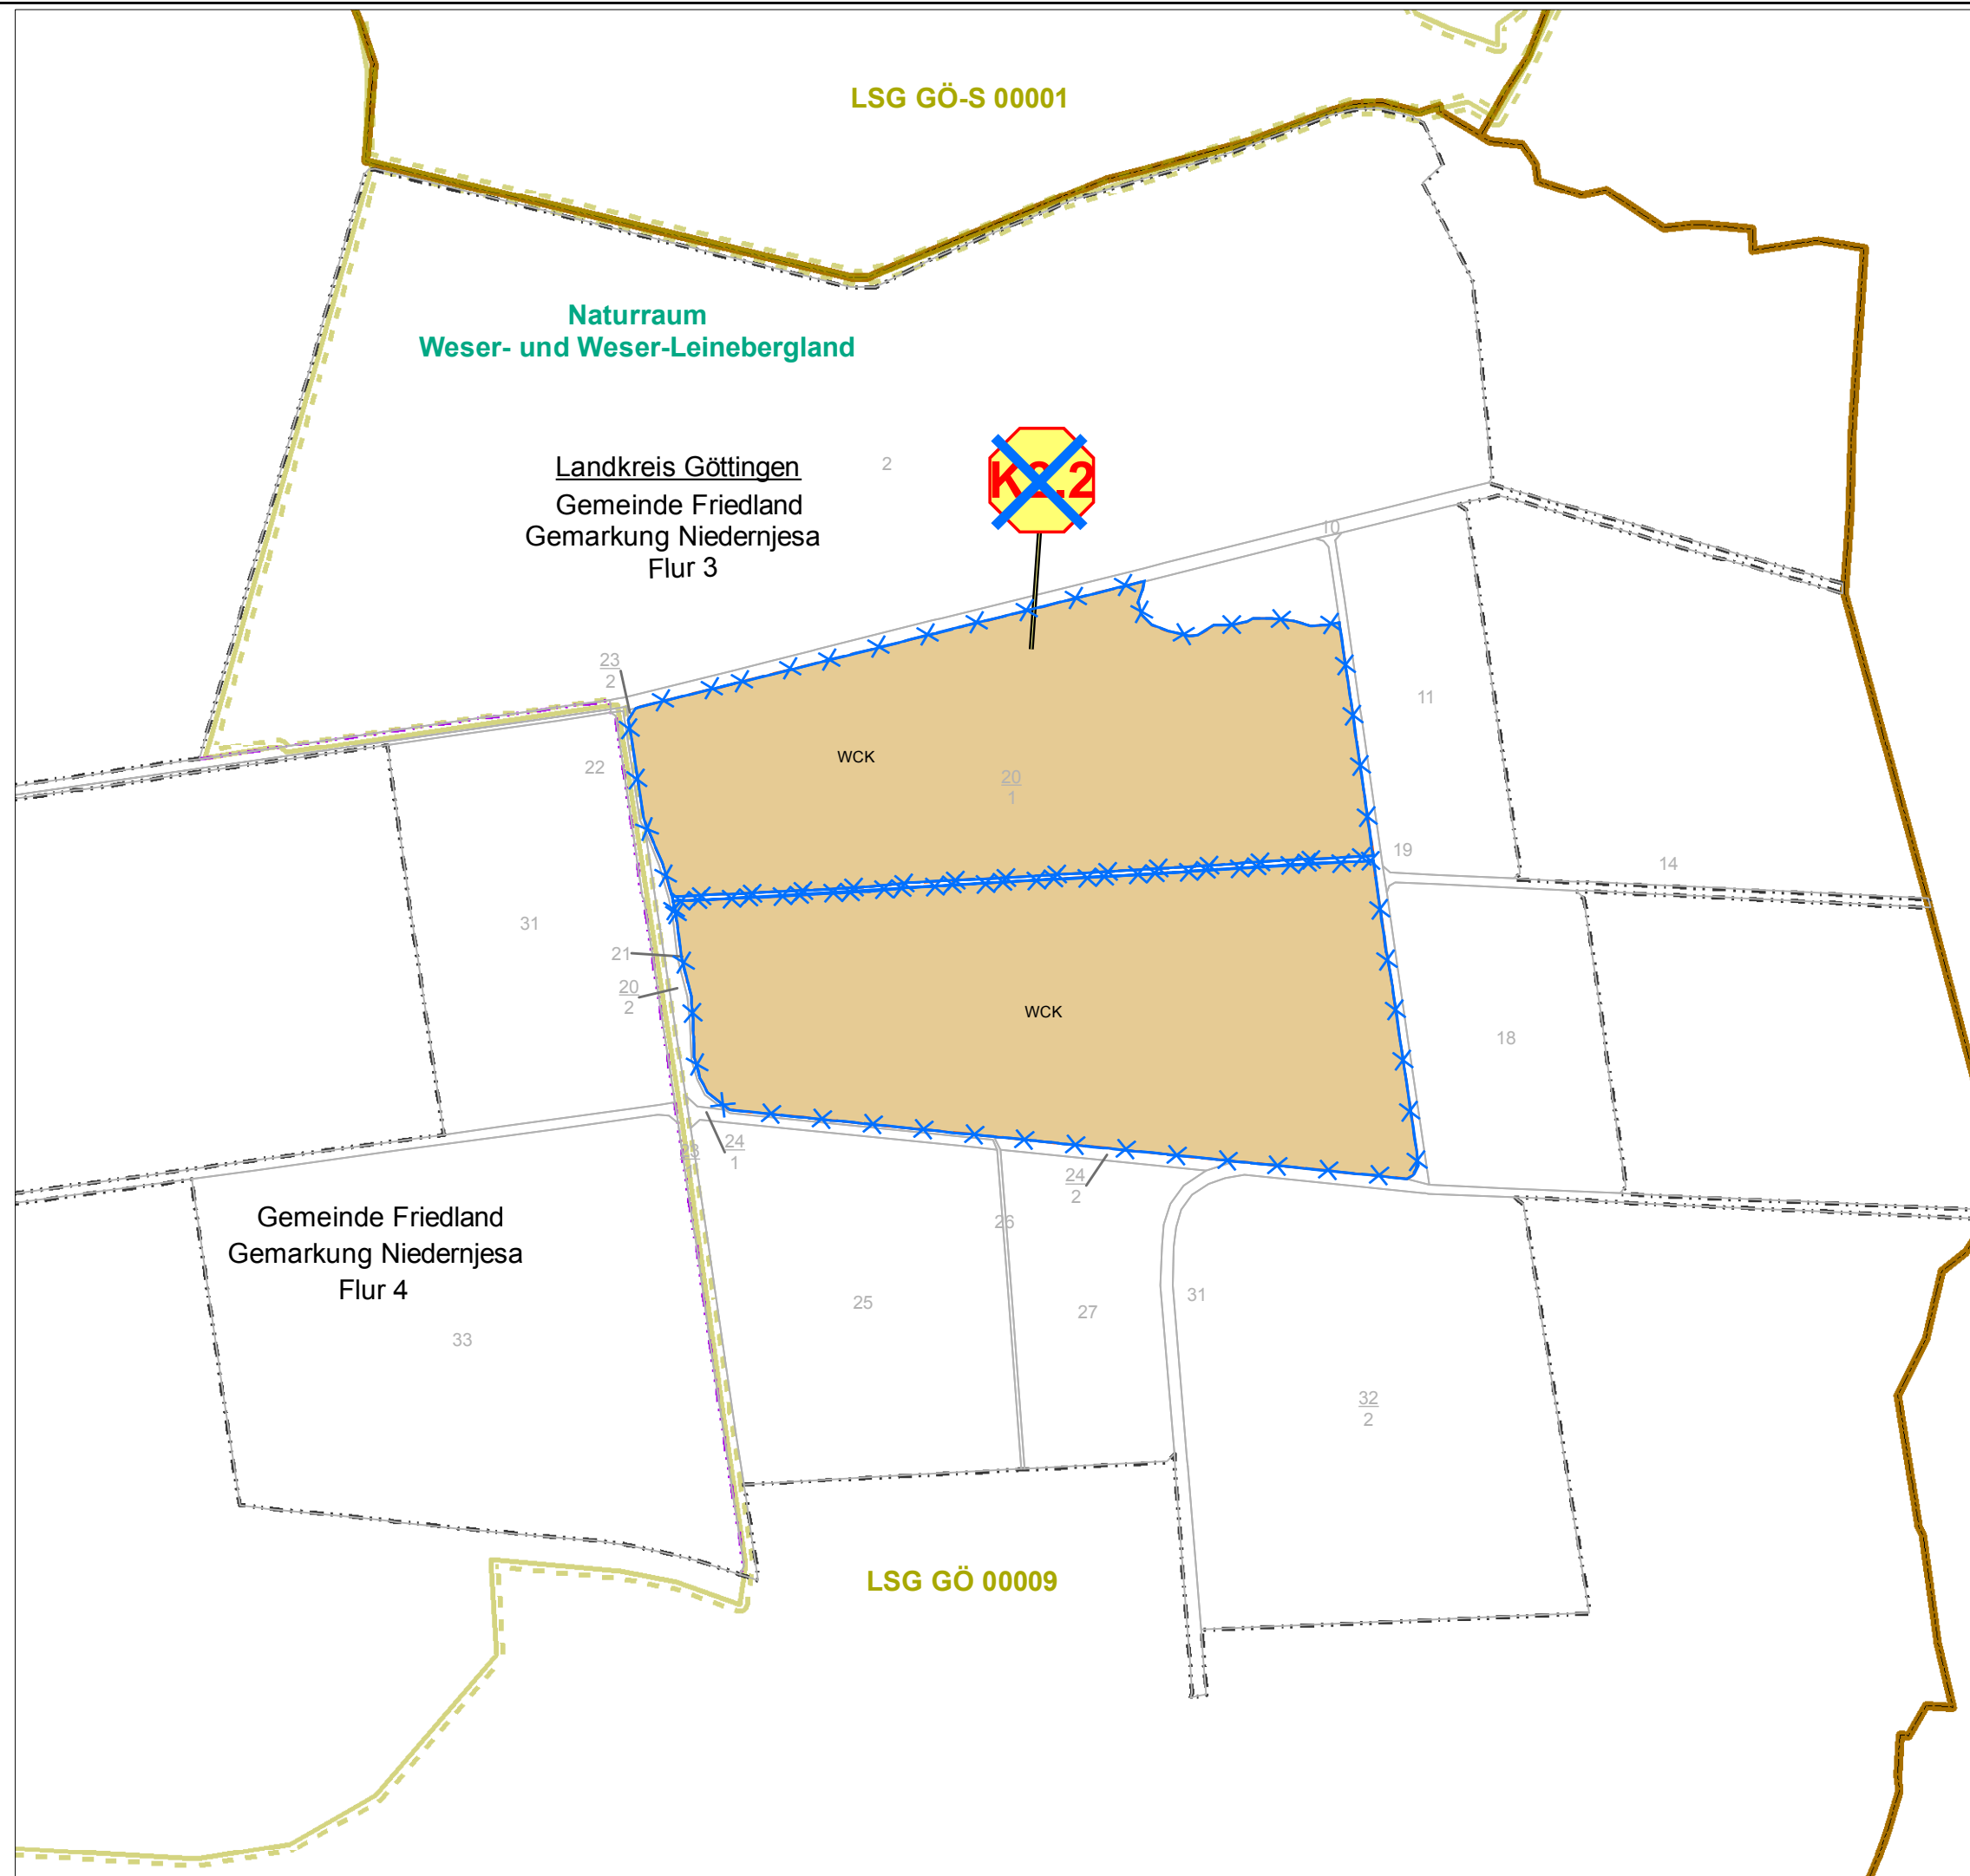 LSG GÖ-S 00001
Naturraum
Weser- und Weser-Leinebergland
Landkreis Göttingen
Gemeinde Friedland
Gemarkung Niedernjesa
Flur 3
2
K2.2
10
23
2
11
22
WCK
20
1
19
14
31
21
20
2
WCK
18
24
1
24
2
26
Gemeinde Friedland
Gemarkung Niedernjesa
Flur 4
25
27
31
33
32
2
LSG GÖ 00009